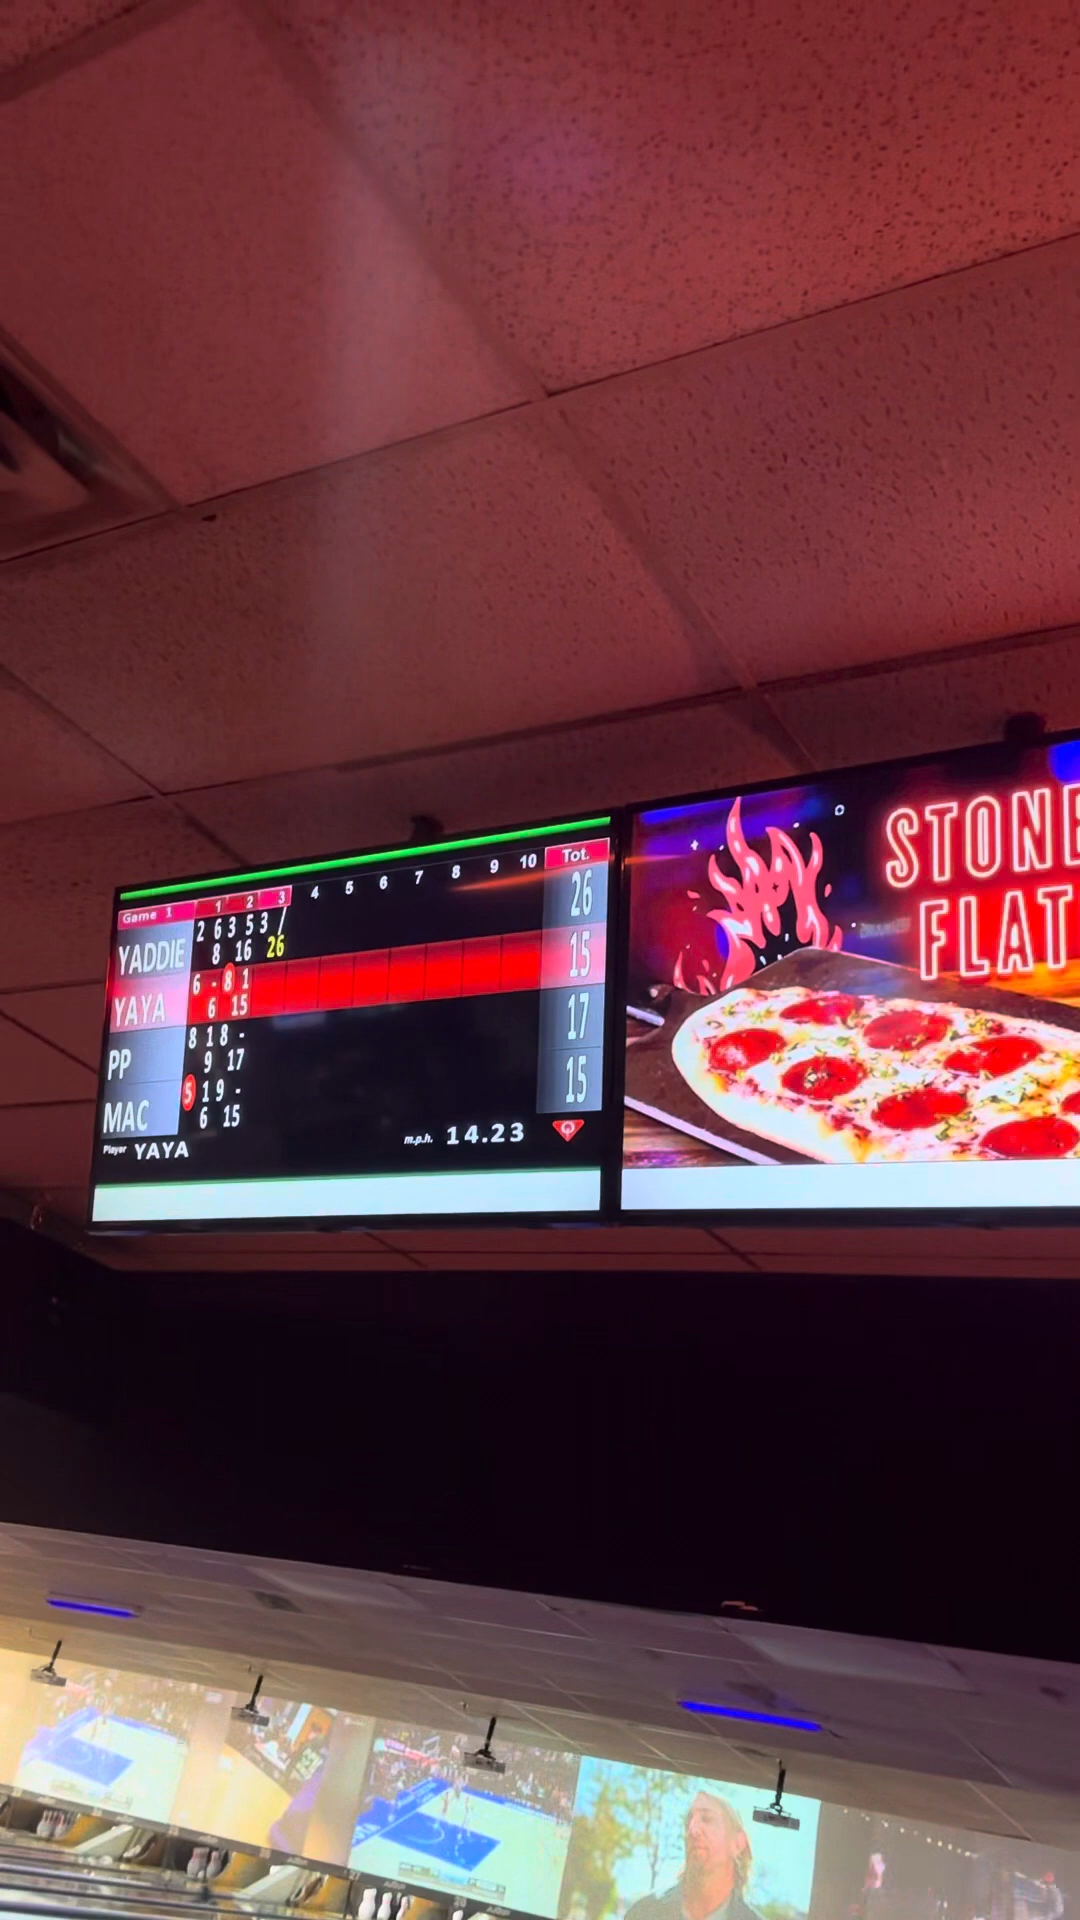 Game 1 1 2 3 4 5 6 7 8 9 10 Tot.
YADDIE 2 6 3 5 3 / 26
8 16 26
YAYA 6 - 8 1 15
6 15
PP 8 1 8 - 17
9 17
MAC 5 1 9 - 15
6 15
Player YAYA m.p.h. 14.23
STONE
FLAT